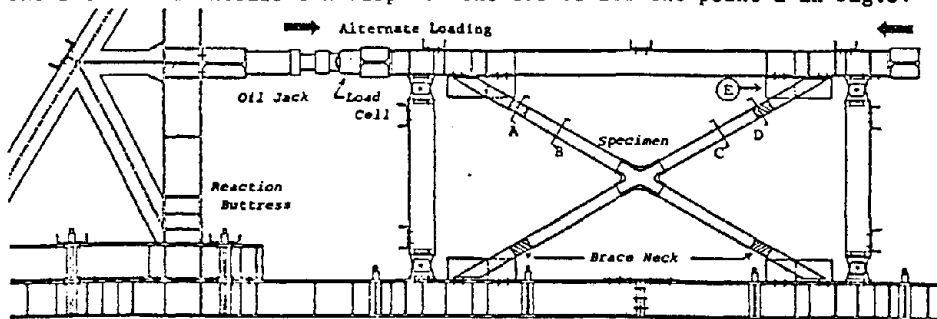 Alternate Loading
Oil Jack
Load Cell
E
A
B
Specimen
C
D
Reaction Buttress
Brace Neck